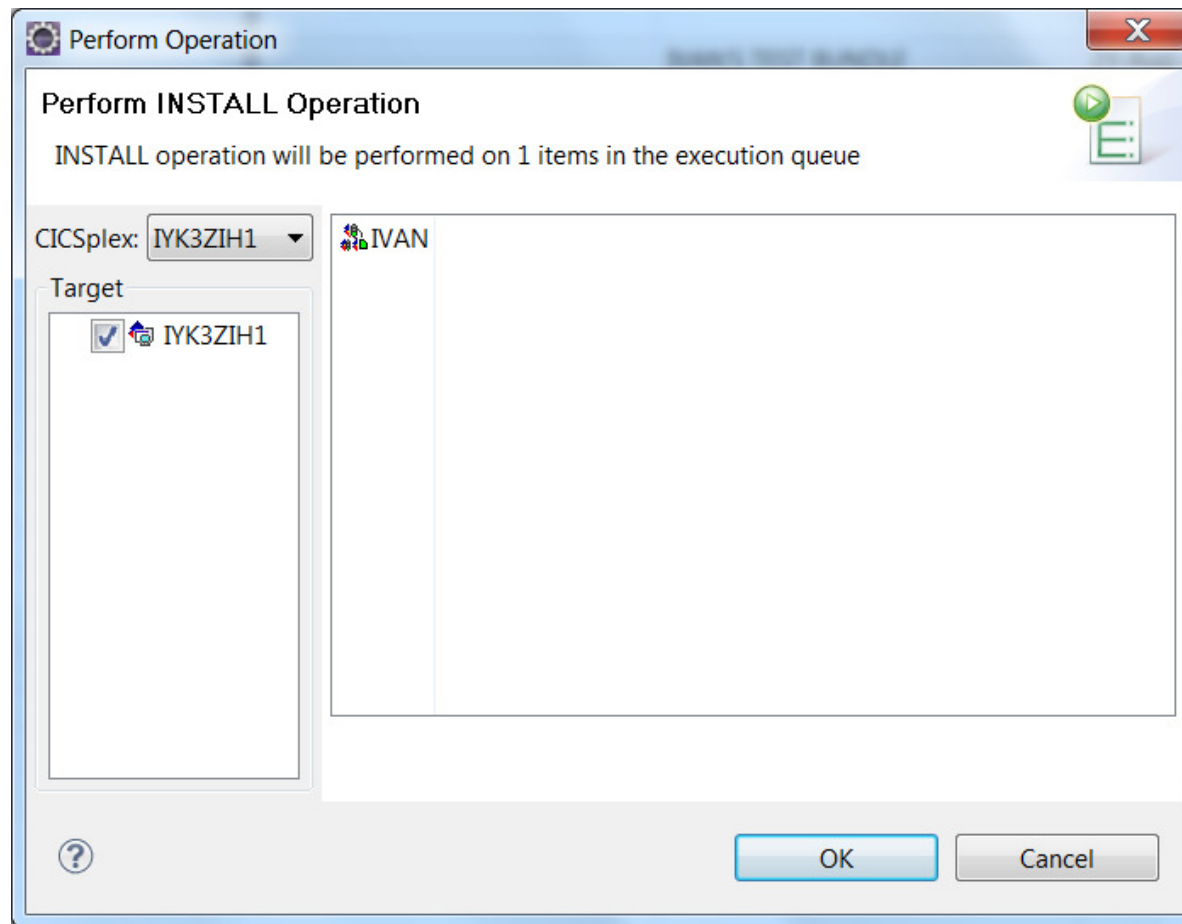 Perform Operation
Perform INSTALL Operation
INSTALL operation will be performed on 1 items in the execution queue
CICSplex: IYK3ZIH1
IVAN
Target
IYK3ZIH1
OK
Cancel